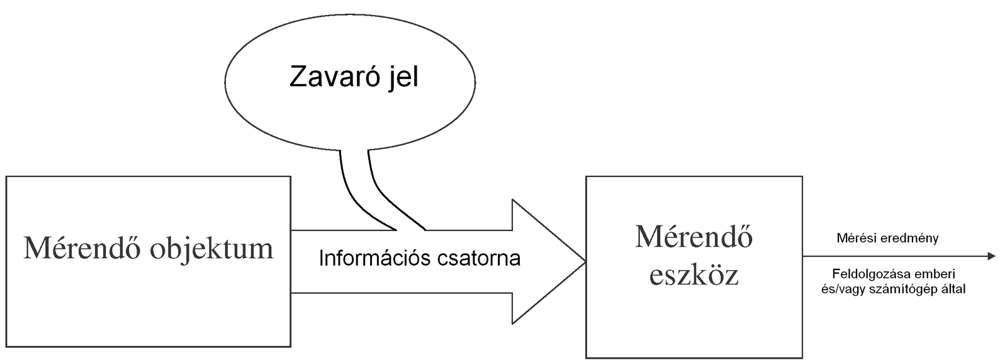 Zavaró jel
Mérendő objektum
Információs csatorna
Mérendő
eszköz
Mérési eredmény
Feldolgozása emberi
és/vagy számítógép által